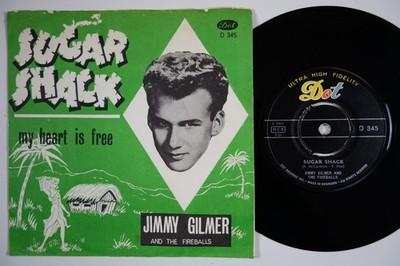 SUGAR
SHACK
my heart is free
Dot
D 345
JIMMY GILMER
AND THE FIREBALLS
ULTRA HIGH FIDELITY
Dot
D 345
SUGAR SHACK
JIMMY GILMER AND
THE FIREBALLS